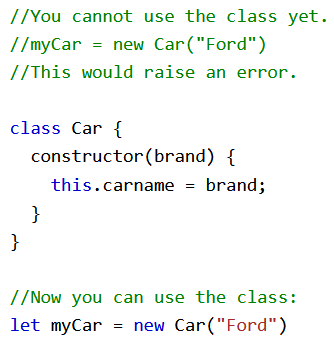 //You cannot use the class yet.
//myCar = new Car("Ford")
//This would raise an error.

class Car {
  constructor(brand) {
    this.carname = brand;
  }
}

//Now you can use the class:
let myCar = new Car("Ford")